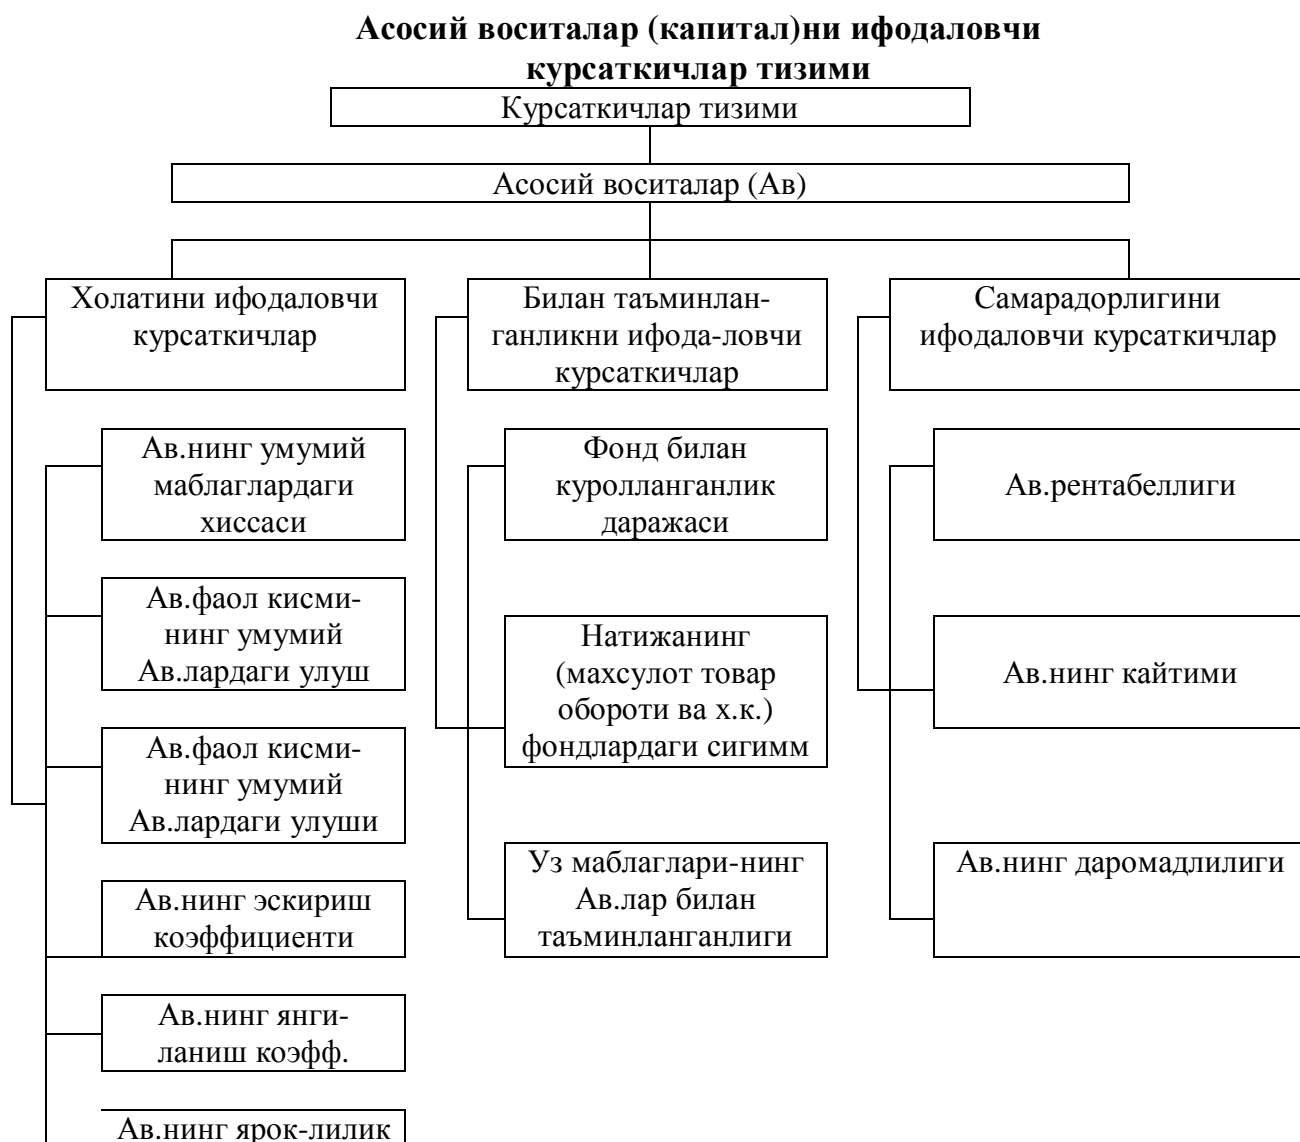 Асосий воситалар (капитал)ни ифодаловчи
курсаткичлар тизими
Курсаткичлар тизими
Асосий воситалар (Ав)
Холатини ифодаловчи
курсаткичлар
Билан таъминлан-
ганликни ифода-ловчи
курсаткичлар
Самарадорлигини
ифодаловчи курсаткичлар
Ав.нинг умумий
маблаглардаги
хиссаси
Ав.фаол кисми-
нинг умумий
Ав.лардаги улуш
Ав.фаол кисми-
нинг умумий
Ав.лардаги улуши
Ав.нинг эскириш
коэффициенти
Ав.нинг янги-
ланиш коэфф.
Ав.нинг ярок-лилик
Фонд билан
куролланганлик
даражаси
Натижанинг
(махсулот товар
обороти ва х.к.)
фондлардаги сигимм
Уз маблаглари-нинг
Ав.лар билан
таъминланганлиги
Ав.рентабеллиги
Ав.нинг кайтими
Ав.нинг даромадлилиги